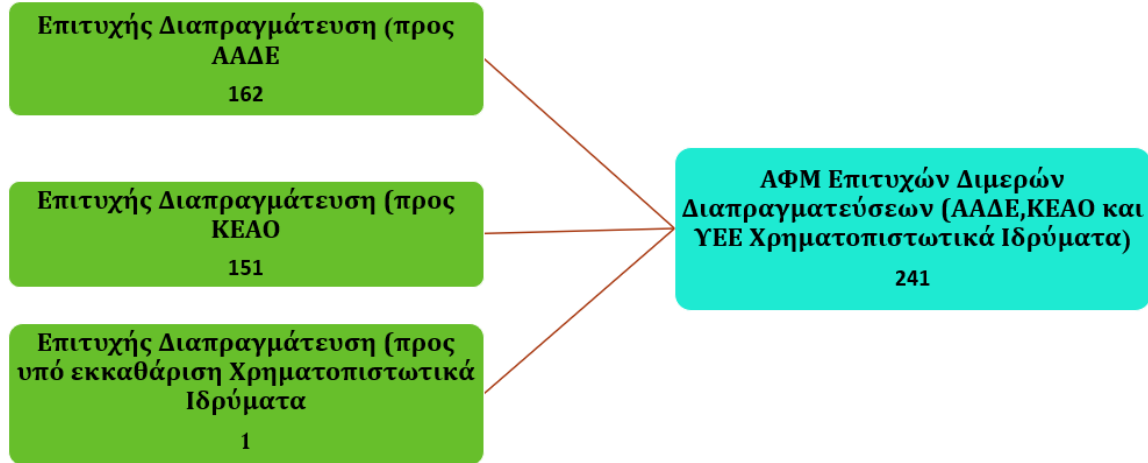 Επιτυχής Διαπραγμάτευση (προς
ΑΑΔΕ
162
Επιτυχής Διαπραγμάτευση (προς
ΚΕΑΟ
151
Επιτυχής Διαπραγμάτευση (προς
υπό εκκαθάριση Χρηματοπιστωτικά
Ιδρύματα
1
ΑΦΜ Επιτυχών Διμερών
Διαπραγματεύσεων (ΑΑΔΕ,ΚΕΑΟ και
ΥΕΕ Χρηματοπιστωτικά Ιδρύματα)
241